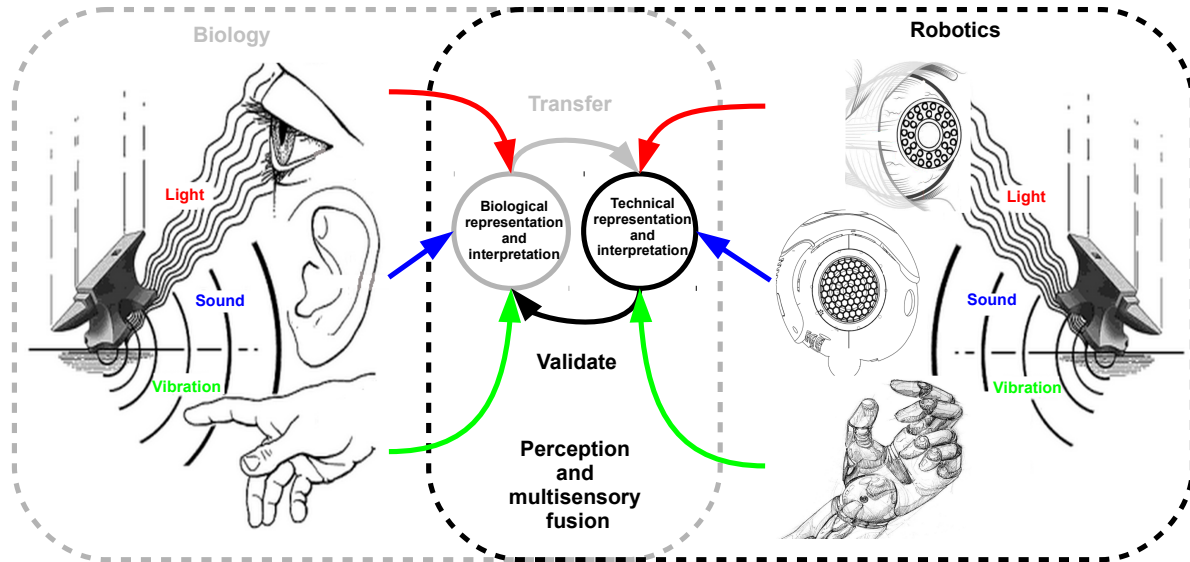 Biology
Robotics
Transfer
Light
Sound
Vibration
Biological
representation
and
interpretation
Technical
representation
and
interpretation
Validate
Perception
and
multisensory
fusion
Light
Sound
Vibration